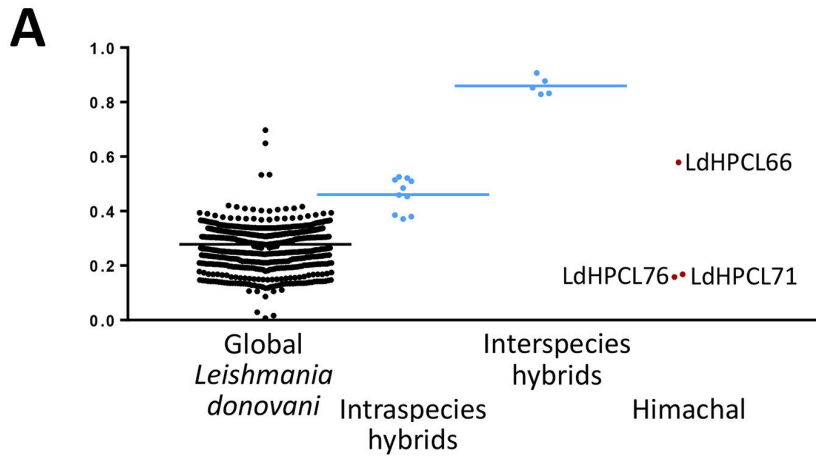 A
1.0
0.8
0.6
0.4
0.2
0.0
LdHPCL66
LdHPCL76
LdHPCL71
Global
Leishmania
donovani
Intraspecies
hybrids
Interspecies
hybrids
Himachal